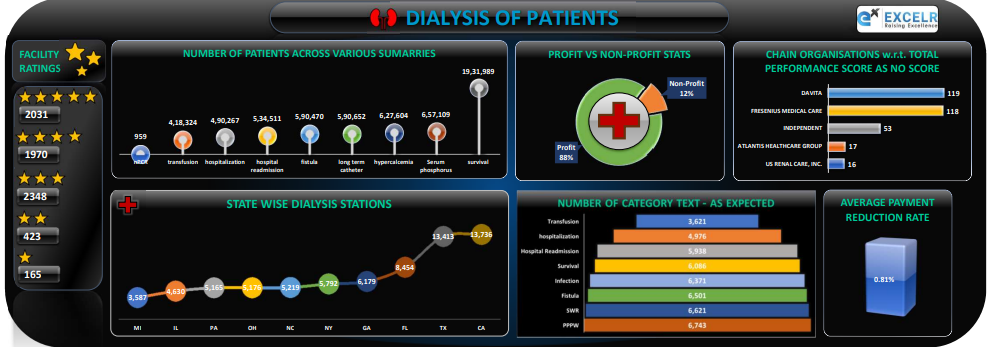 DIALYSIS OF PATIENTS
EXCELR
Raising Excellence
FACILITY
RATINGS
2031
1970
2348
423
165
NUMBER OF PATIENTS ACROSS VARIOUS SUMARRIES
959
4,18,324
4,90,267
5,34,511
5,90,470
5,90,652
6,27,604
6,57,109
19,31,989
nPCR
transfusion
hospitalization
hospital
readmission
fistula
long term
catheter
hypercalcemia
Serum
phosphorus
survival
PROFIT VS NON-PROFIT STATS
Non-Profit
12%
Profit
88%
CHAIN ORGANISATIONS w.r.t. TOTAL
PERFORMANCE SCORE AS NO SCORE
DAVITA 119
FRESENIUS MEDICAL CARE 118
INDEPENDENT 53
ATLANTIS HEALTHCARE GROUP 17
US RENAL CARE, INC. 16
STATE WISE DIALYSIS STATIONS
3,587
4,630
5,165
5,176
5,219
5,792
6,179
8,454
13,413
13,736
MI IL PA OH NC NY GA FL TX CA
NUMBER OF CATEGORY TEXT - AS EXPECTED
Transfusion 3,621
hospitalization 4,976
Hospital Readmission 5,938
Survival 6,086
Infection 6,371
Fistula 6,501
SWR 6,621
PPPW 6,743
AVERAGE PAYMENT
REDUCTION RATE
0.81%